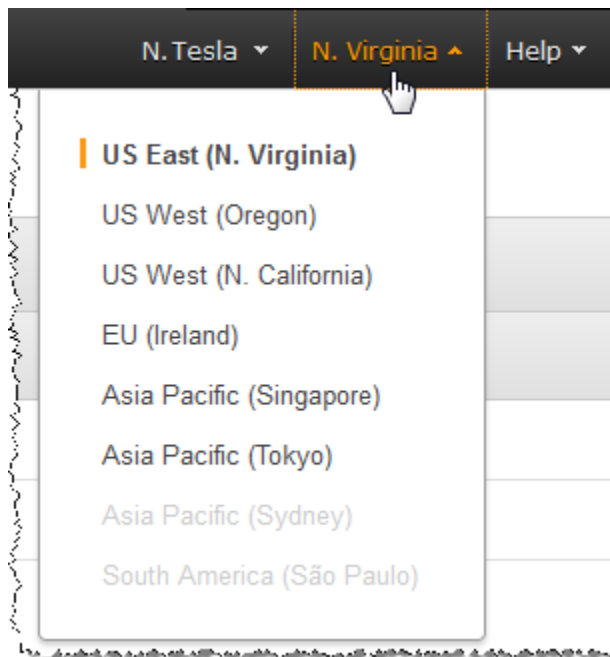 N. Tesla N. Virginia Help
US East (N. Virginia)
US West (Oregon)
US West (N. California)
EU (Ireland)
Asia Pacific (Singapore)
Asia Pacific (Tokyo)
Asia Pacific (Sydney)
South America (São Paulo)